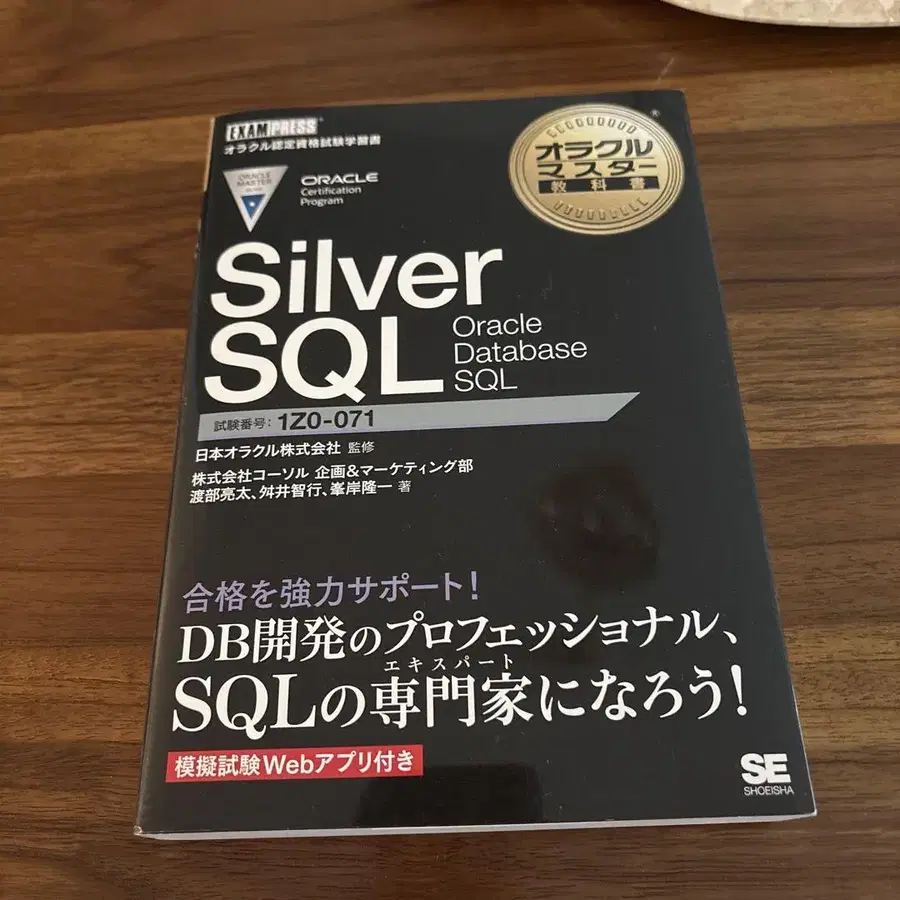 EXAMPRESS®
オラクル認定資格試験学習書
ORACLE
MASTER
ORACLE
Certification
Program
オラクル
マスター
教科書
®
Silver
SQL
Oracle
Database
SQL
試験番号：1Z0-071
日本オラクル株式会社 監修
株式会社コーソル 企画&マーケティング部
渡部亮太、舛井智行、峯岸隆一 著
合格を強力サポート！
DB開発のプロフェッショナル、
エキスパート
SQLの専門家になろう！
模擬試験Webアプリ付き
SE
SHOEISHA